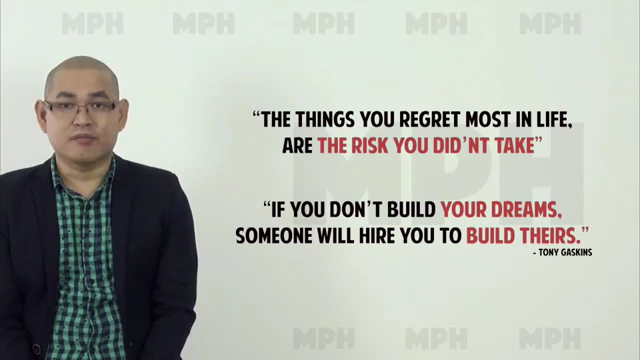 MPH MPH MPH MPH MPH
“THE THINGS YOU REGRET MOST IN LIFE,
ARE THE RISK YOU DID’NT TAKE”
MPH
“IF YOU DON’T BUILD YOUR DREAMS,
SOMEONE WILL HIRE YOU TO BUILD THEIRS.”
- TONY GASKINS
MPH MPH MPH